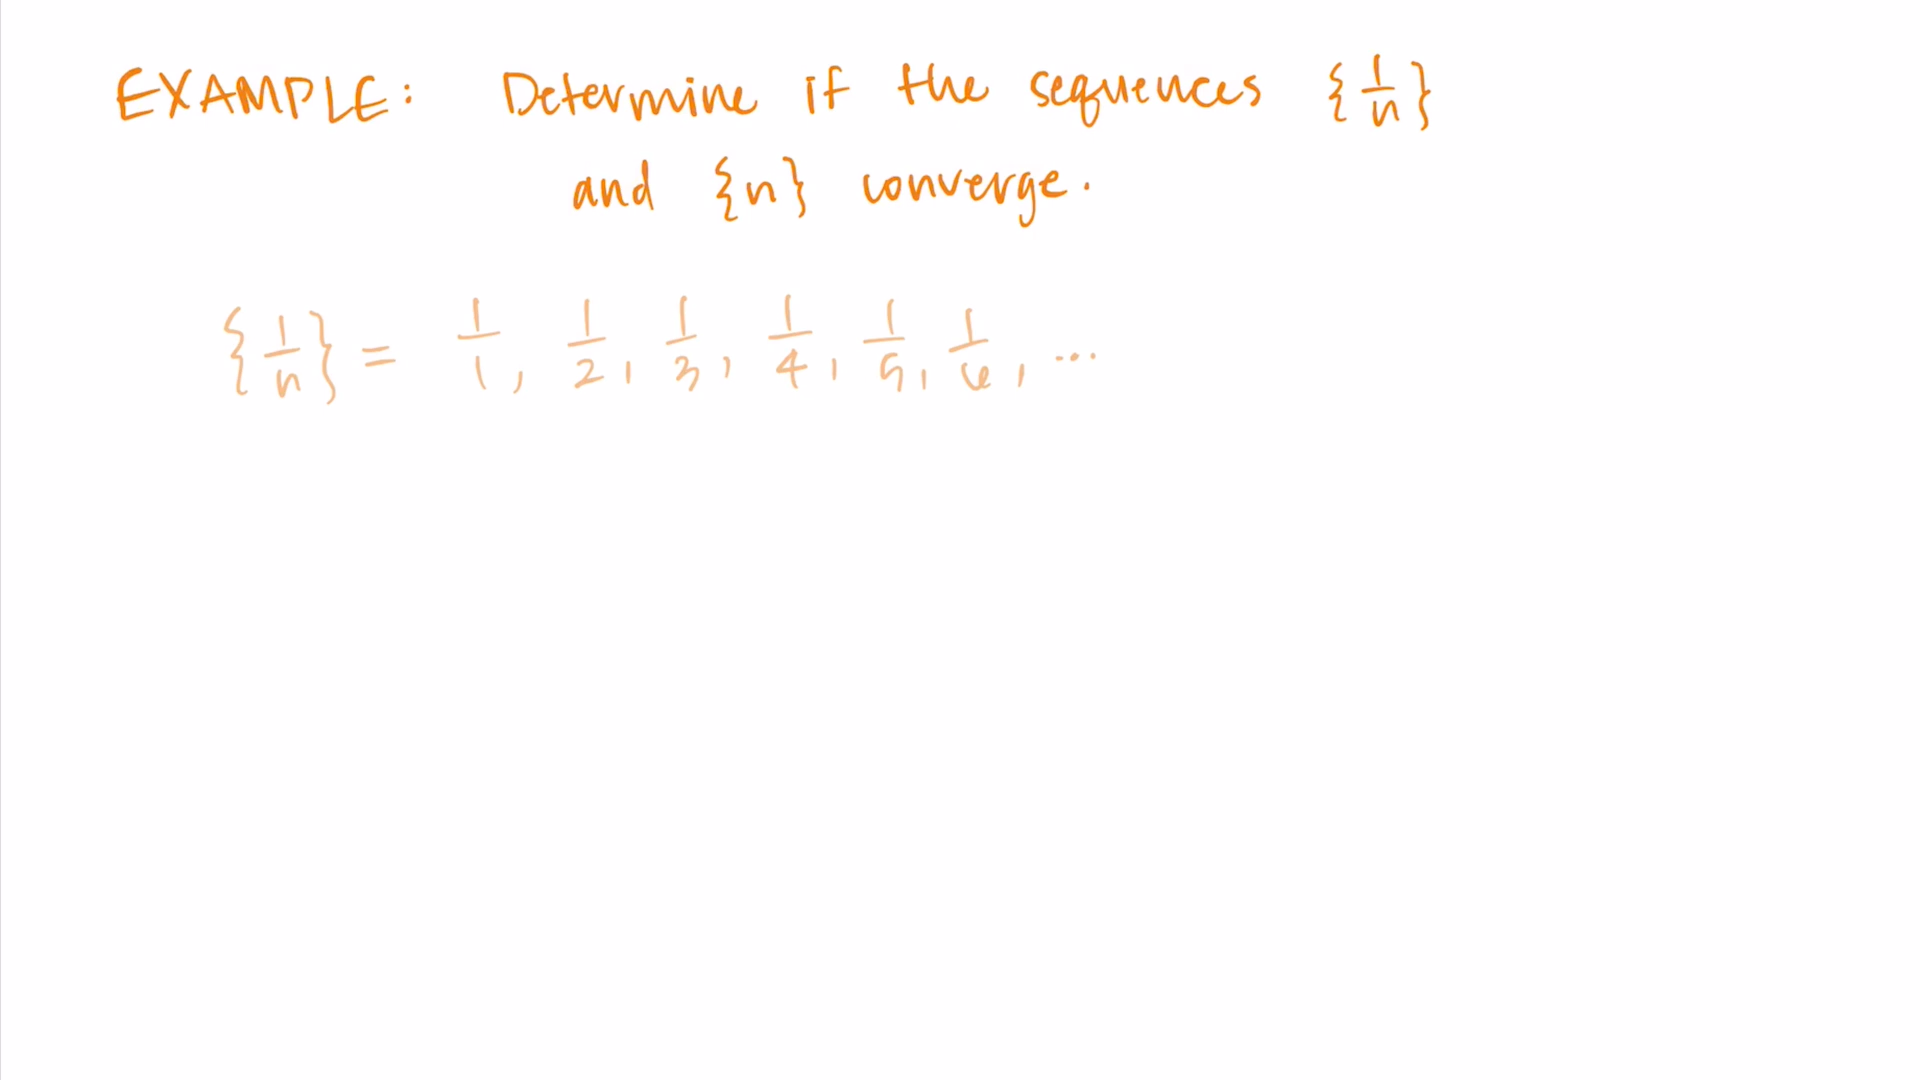 EXAMPLE: Determine if the sequences {1/n}
and {n} converge.
{1/n} = 1/1, 1/2, 1/3, 1/4, 1/5, 1/6, ...